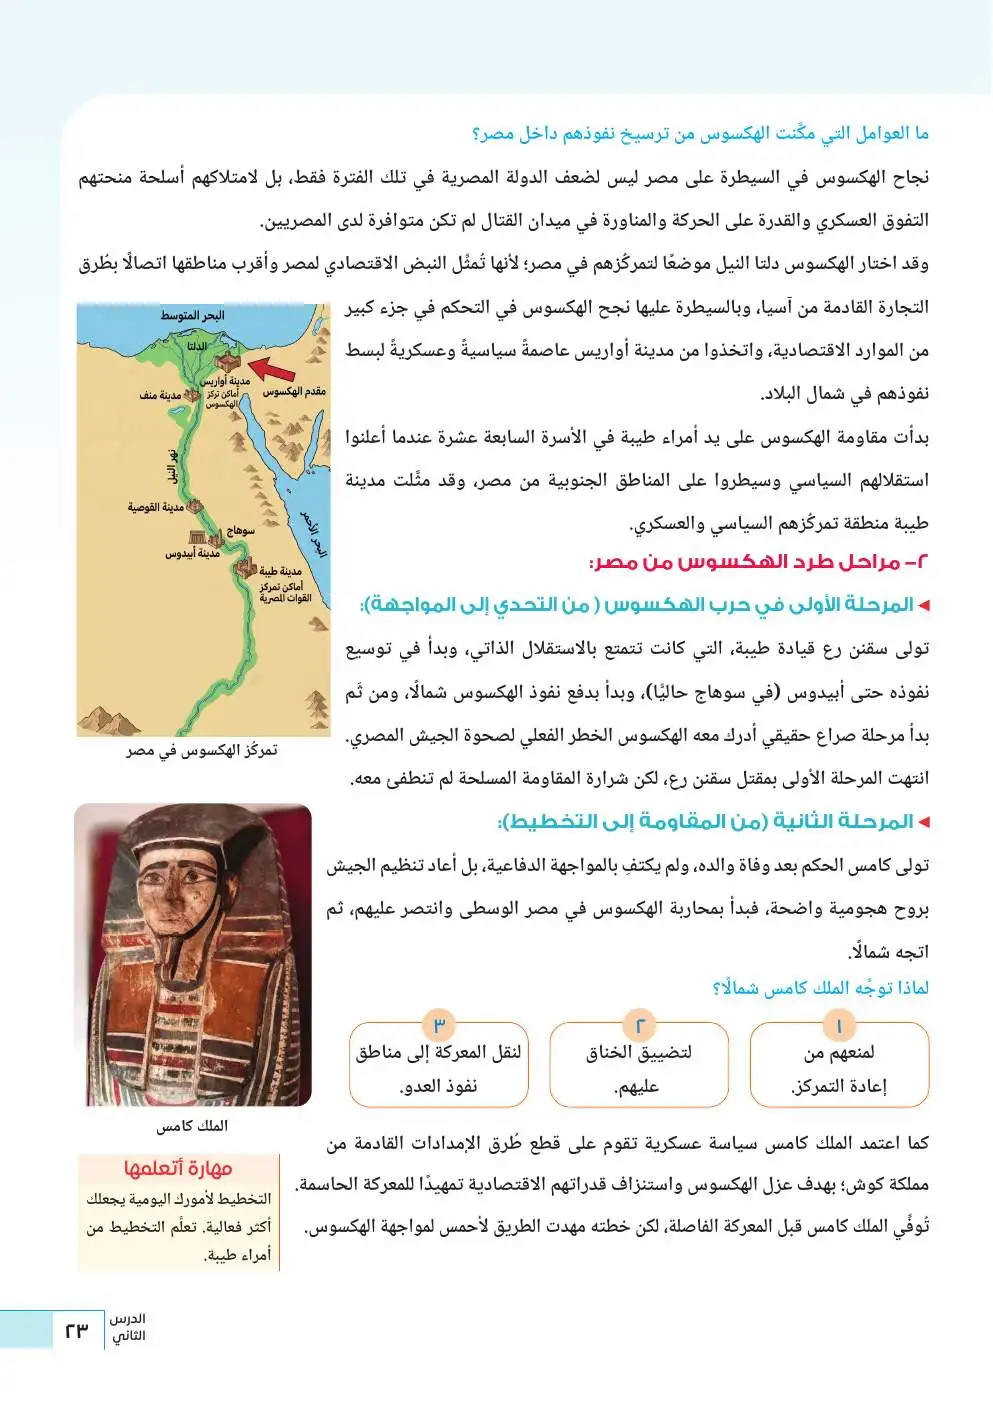 ما العوامل التي مكَّنت الهكسوس من ترسيخ نفوذهم داخل مصر؟
نجاح الهكسوس في السيطرة على مصر ليس لضعف الدولة المصرية في تلك الفترة فقط، بل لامتلاكهم أسلحة منحتهم
التفوق العسكري والقدرة على الحركة والمناورة في ميدان القتال لم تكن متوافرة لدى المصريين.
وقد اختار الهكسوس دلتا النيل موضعًا لتمركُزهم في مصر؛ لأنها تُمثِّل النبض الاقتصادي لمصر وأقرب مناطقها اتصالًا بطُرق
التجارة القادمة من آسيا، وبالسيطرة عليها نجح الهكسوس في التحكم في جزء كبير
من الموارد الاقتصادية، واتخذوا من مدينة أواريس عاصمةً سياسيةً وعسكريةً لبسط
نفوذهم في شمال البلاد.
بدأت مقاومة الهكسوس على يد أمراء طيبة في الأسرة السابعة عشرة عندما أعلنوا
استقلالهم السياسي وسيطروا على المناطق الجنوبية من مصر، وقد مثَّلت مدينة
طيبة منطقة تمركُزهم السياسي والعسكري.
البحر المتوسط
الدلتا
مدينة أواريس
أماكن تركز
الهكسوس
مقدم الهكسوس
مدينة منف
نهر النيل
مدينة القوصية
سوهاج
مدينة أبيدوس
البحر الأحمر
مدينة طيبة
أماكن تمركز
القوات المصرية
تمركُز الهكسوس في مصر
٢- مراحل طرد الهكسوس من مصر:
المرحلة الأولى في حرب الهكسوس ( من التحدي إلى المواجهة):
تولى سقنن رع قيادة طيبة، التي كانت تتمتع بالاستقلال الذاتي، وبدأ في توسيع
نفوذه حتى أبيدوس (في سوهاج حاليًّا)، وبدأ بدفع نفوذ الهكسوس شمالًا، ومن ثَم
بدأ مرحلة صراع حقيقي أدرك معه الهكسوس الخطر الفعلي لصحوة الجيش المصري.
انتهت المرحلة الأولى بمقتل سقنن رع، لكن شرارة المقاومة المسلحة لم تنطفئ معه.
المرحلة الثانية (من المقاومة إلى التخطيط):
تولى كامس الحكم بعد وفاة والده، ولم يكتفِ بالمواجهة الدفاعية، بل أعاد تنظيم الجيش
بروح هجومية واضحة، فبدأ بمحاربة الهكسوس في مصر الوسطى وانتصر عليهم، ثم
اتجه شمالًا.
لماذا توجَّه الملك كامس شمالًا؟
١
لمنعهم من
إعادة التمركز.
٢
لتضييق الخناق
عليهم.
٣
لنقل المعركة إلى مناطق
نفوذ العدو.
الملك كامس
كما اعتمد الملك كامس سياسة عسكرية تقوم على قطع طُرق الإمدادات القادمة من
مملكة كوش؛ بهدف عزل الهكسوس واستنزاف قدراتهم الاقتصادية تمهيدًا للمعركة الحاسمة.
تُوفِّي الملك كامس قبل المعركة الفاصلة، لكن خطته مهدت الطريق لأحمس لمواجهة الهكسوس.
مهارة أتعلمها
التخطيط لأمورك اليومية يجعلك
أكثر فعالية. تعلَّم التخطيط من
أمراء طيبة.
الدرس
الثاني
٢٣